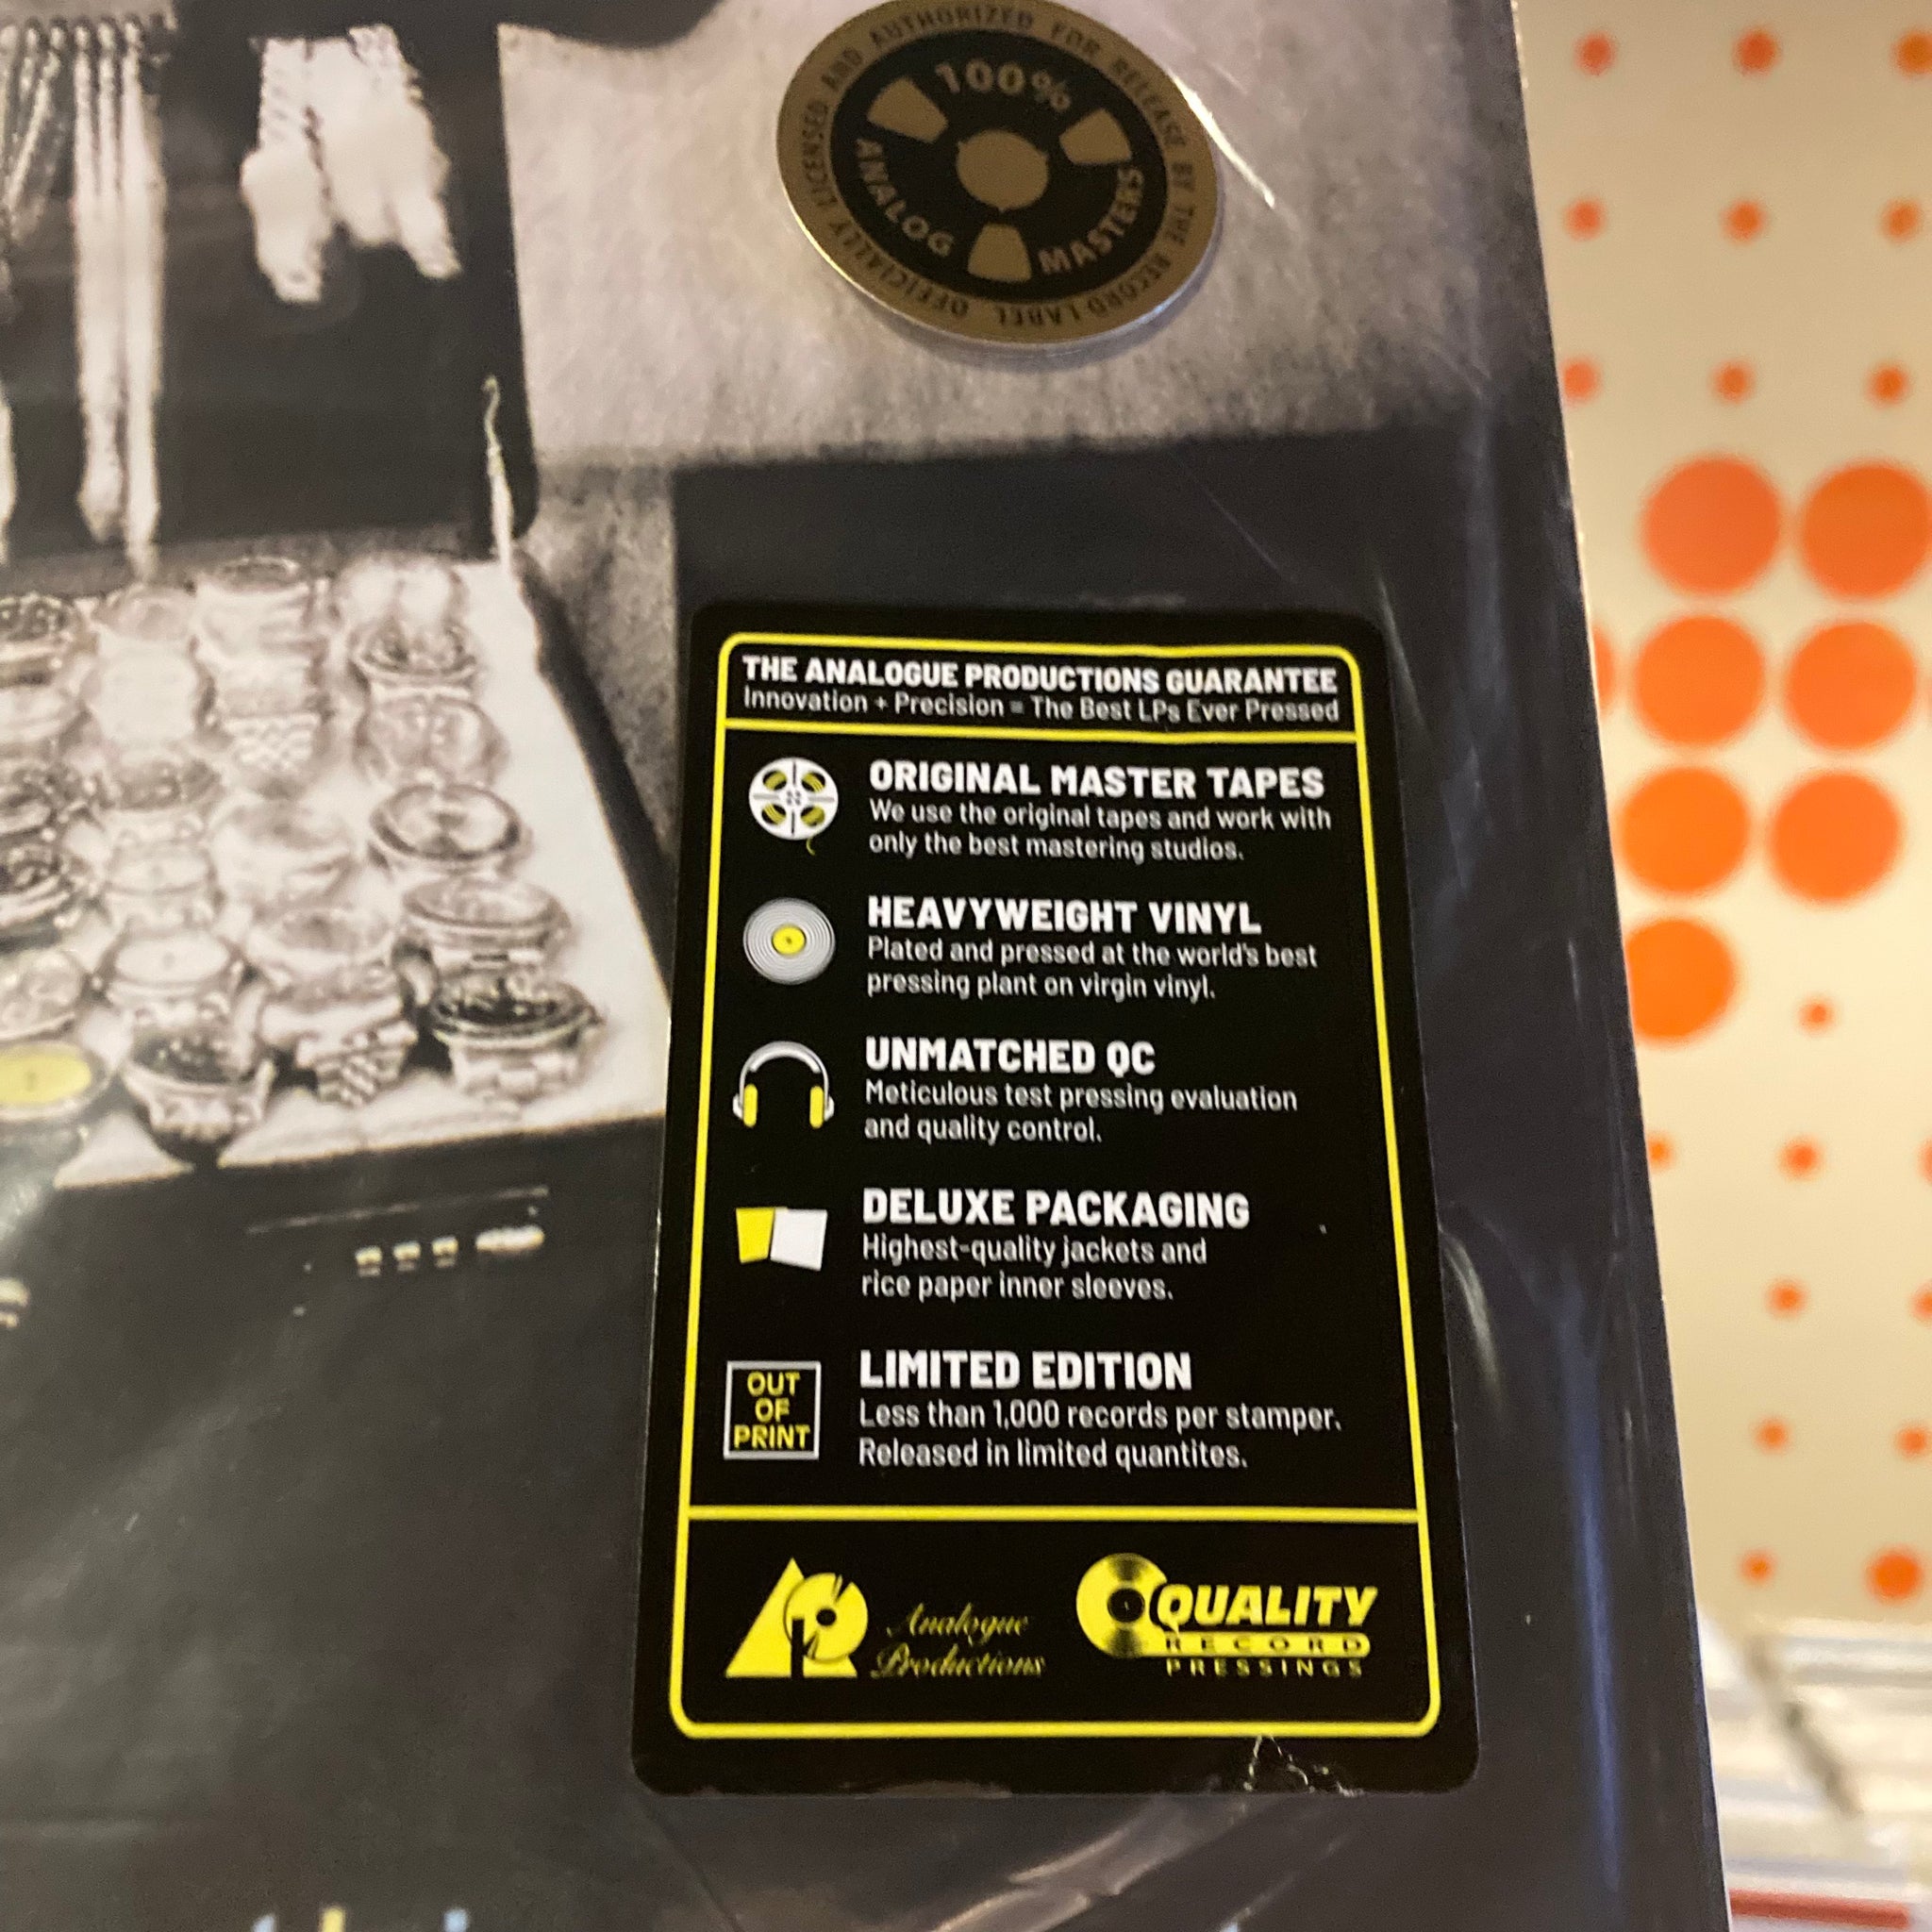 OFFICIALLY LICENSED AND AUTHORIZED FOR RELEASE BY THE RECORD LABEL
100%
ANALOG MASTERS
THE ANALOGUE PRODUCTIONS GUARANTEE
Innovation + Precision = The Best LPs Ever Pressed
ORIGINAL MASTER TAPES
We use the original tapes and work with
only the best mastering studios.
HEAVYWEIGHT VINYL
Plated and pressed at the world's best
pressing plant on virgin vinyl.
UNMATCHED QC
Meticulous test pressing evaluation
and quality control.
DELUXE PACKAGING
Highest-quality jackets and
rice paper inner sleeves.
OUT
OF
PRINT
LIMITED EDITION
Less than 1,000 records per stamper.
Released in limited quantites.
Analogue
Productions
QUALITY
RECORD
PRESSINGS